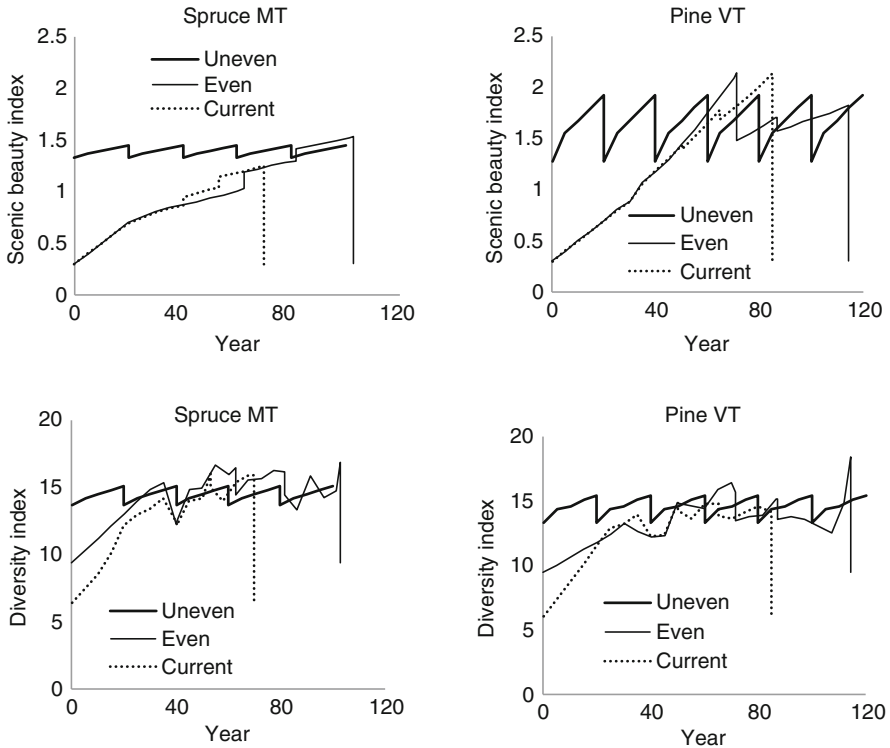 Spruce MT
Scenic beauty index
2.5
2
1.5
1
0.5
0
Uneven
Even
Current
0 40 80 120
Year
Pine VT
Scenic beauty index
2.5
2
1.5
1
0.5
0
Uneven
Even
Current
0 40 80 120
Year
Spruce MT
Diversity index
20
15
10
5
0
Uneven
Even
Current
0 40 80 120
Year
Pine VT
Diversity index
20
15
10
5
0
Uneven
Even
Current
0 40 80 120
Year